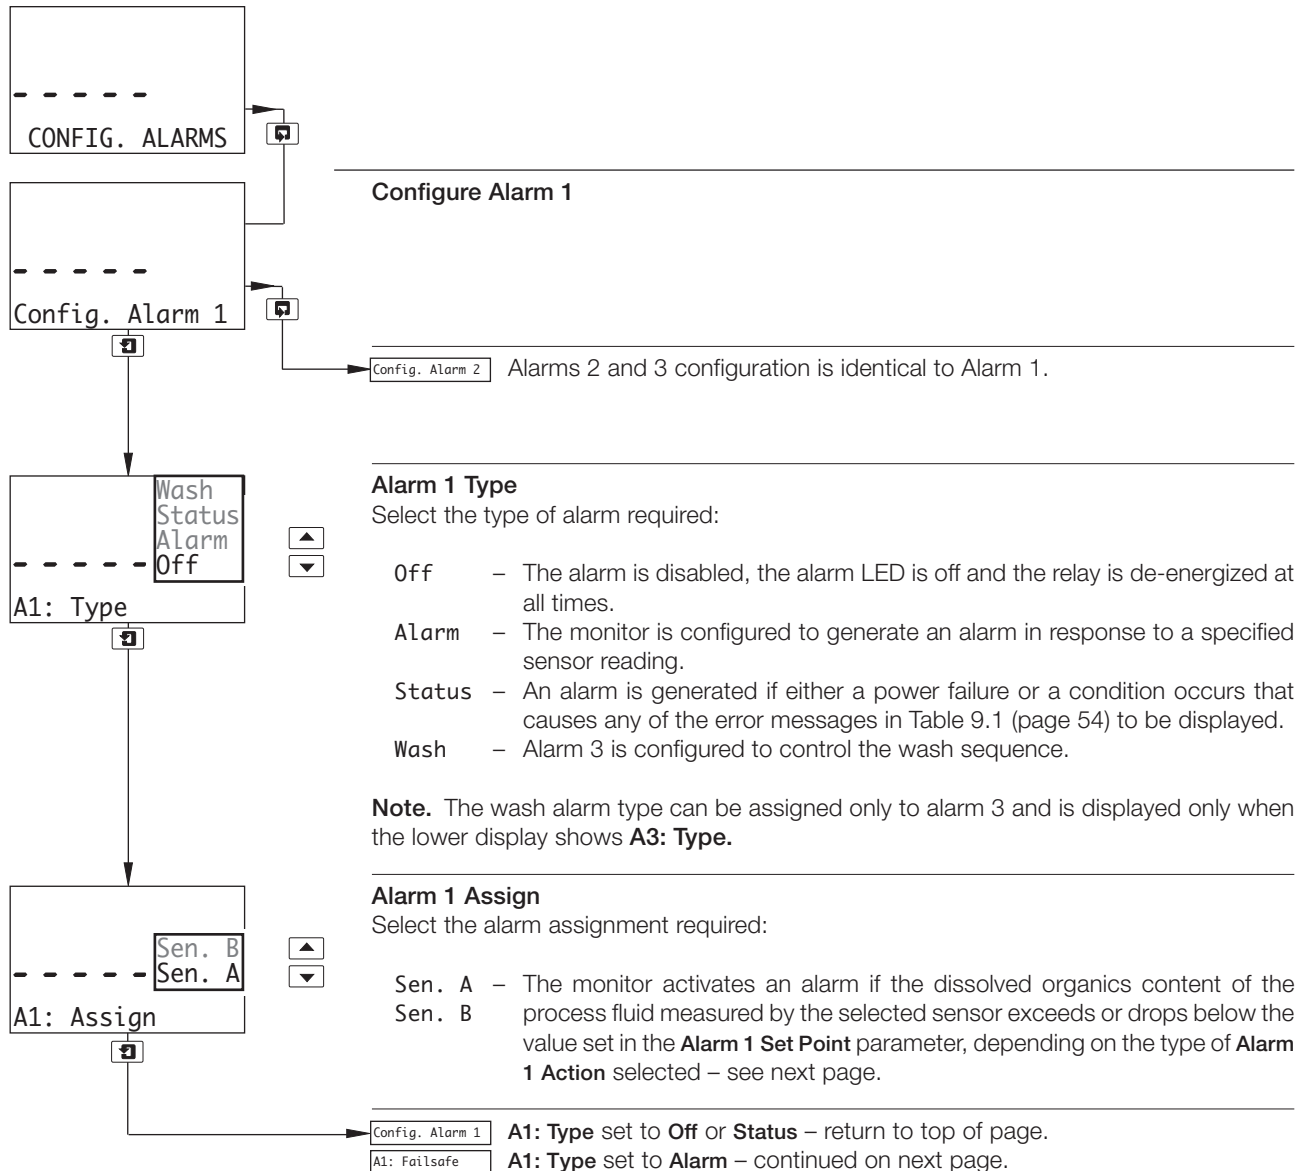 - - - - -
CONFIG. ALARMS
Configure Alarm 1
- - - - -
Config. Alarm 1
Config. Alarm 2 Alarms 2 and 3 configuration is identical to Alarm 1.
Wash
Status
Alarm
- - - - - Off
A1: Type
Alarm 1 Type
Select the type of alarm required:
Off – The alarm is disabled, the alarm LED is off and the relay is de-energized at
all times.
Alarm – The monitor is configured to generate an alarm in response to a specified
sensor reading.
Status – An alarm is generated if either a power failure or a condition occurs that
causes any of the error messages in Table 9.1 (page 54) to be displayed.
Wash – Alarm 3 is configured to control the wash sequence.
Note. The wash alarm type can be assigned only to alarm 3 and is displayed only when
the lower display shows A3: Type.
Sen. B
- - - - - Sen. A
A1: Assign
Alarm 1 Assign
Select the alarm assignment required:
Sen. A – The monitor activates an alarm if the dissolved organics content of the
Sen. B process fluid measured by the selected sensor exceeds or drops below the
value set in the Alarm 1 Set Point parameter, depending on the type of Alarm
1 Action selected – see next page.
Config. Alarm 1 A1: Type set to Off or Status – return to top of page.
A1: Failsafe A1: Type set to Alarm – continued on next page.